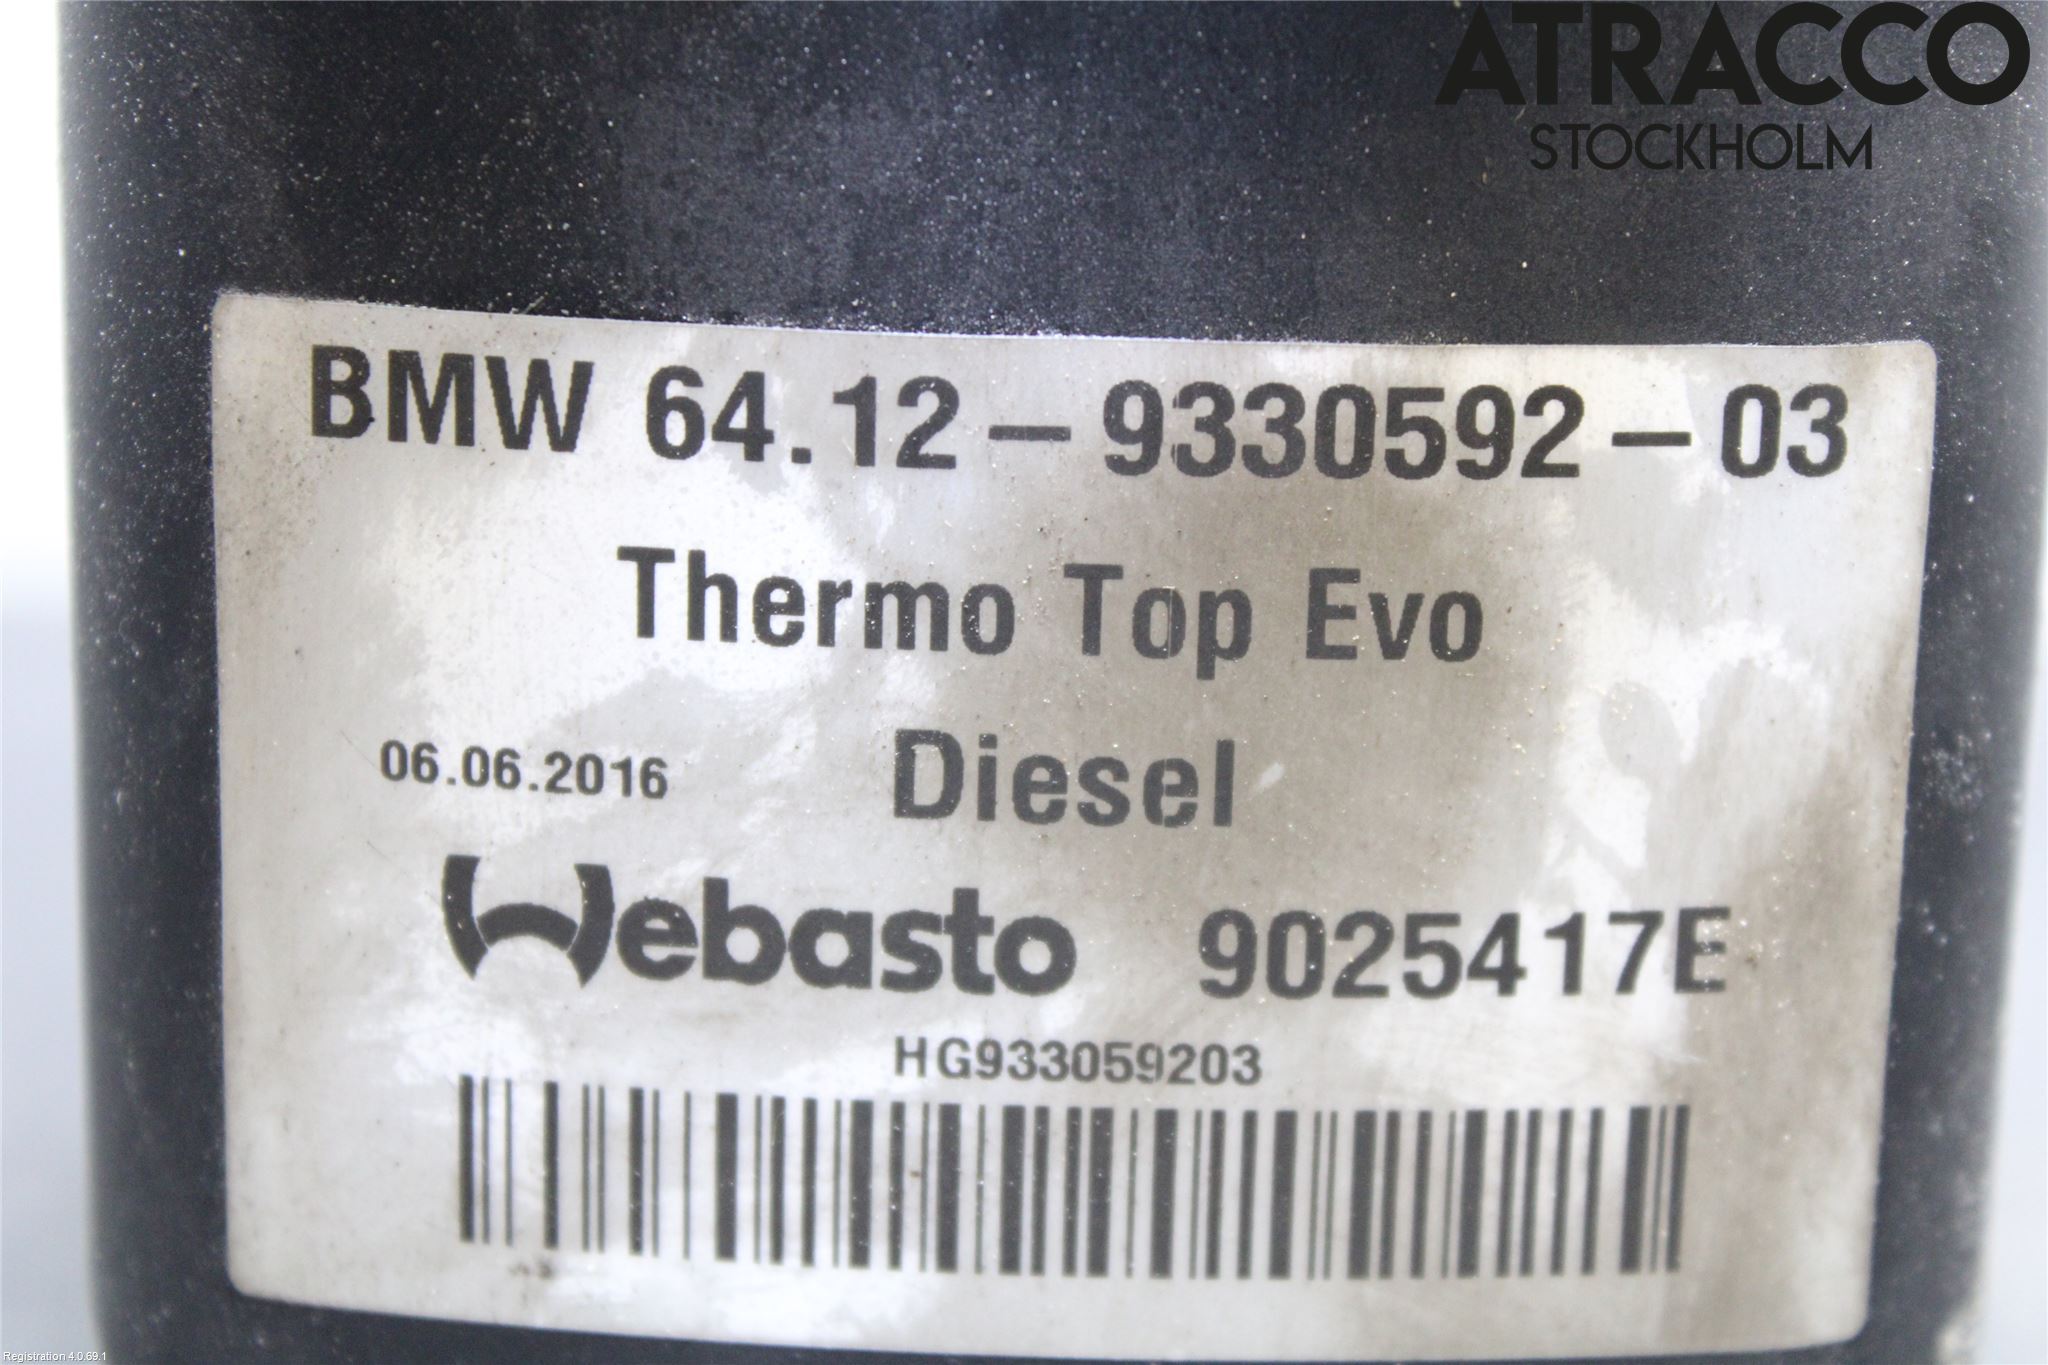 ATRACCO
STOCKHOLM
BMW 64.12-9330592-03
Thermo Top Evo
06.06.2016 Diesel
Webasto 9025417E
HG933059203
Registration 4.0.69.1